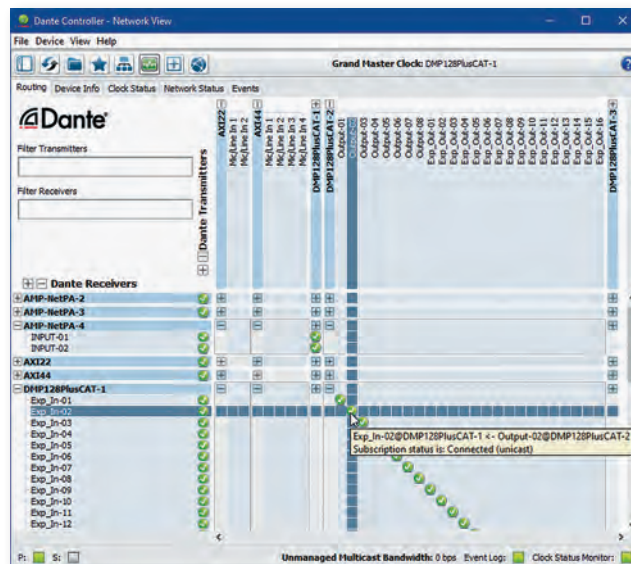 Dante Controller - Network View
File Device View Help
Grand Master Clock: DMP128PlusCAT-1
?
Routing Device Info Clock Status Network Status Events
Dante
Filter Transmitters
Filter Receivers
Dante Transmitters
AXI22
Mic/Line In 1
Mic/Line In 2
AXI44
Mic/Line In 1
Mic/Line In 2
Mic/Line In 3
Mic/Line In 4
DMP128PlusCAT-1
DMP128PlusCAT-2
Output-01
Output-02
Output-03
Output-04
Output-05
Output-06
Output-07
Output-08
Exp_Out-01
Exp_Out-02
Exp_Out-03
Exp_Out-04
Exp_Out-05
Exp_Out-06
Exp_Out-07
Exp_Out-08
Exp_Out-09
Exp_Out-10
Exp_Out-11
Exp_Out-12
Exp_Out-13
Exp_Out-14
Exp_Out-15
Exp_Out-16
DMP128PlusCAT-3
Dante Receivers
AMP-NetPA-2
AMP-NetPA-3
AMP-NetPA-4
INPUT-01
INPUT-02
AXI22
AXI44
DMP128PlusCAT-1
Exp_In-01
Exp_In-02
Exp_In-03
Exp_In-04
Exp_In-05
Exp_In-06
Exp_In-07
Exp_In-08
Exp_In-09
Exp_In-10
Exp_In-11
Exp_In-12
Exp_In-02@DMP128PlusCAT-1 <- Output-02@DMP128PlusCAT-2
Subscription status is: Connected (unicast)
P: S: Unmanaged Multicast Bandwidth: 0 bps Event Log: Clock Status Monitor: